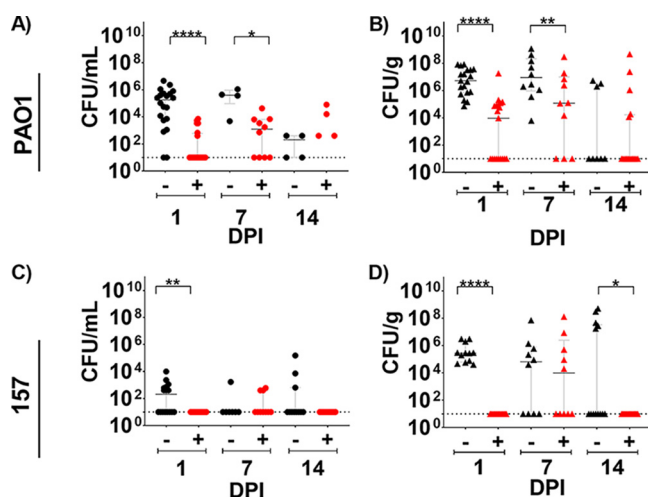 A)
PAO1
CFU/mL
10^10
10^8
10^6
10^4
10^2
10^0
****
*
- + - + - +
1 7 14
DPI
B)
CFU/g
10^10
10^8
10^6
10^4
10^2
10^0
****
**
- + - + - +
1 7 14
DPI
C)
157
CFU/mL
10^10
10^8
10^6
10^4
10^2
10^0
**
- + - + - +
1 7 14
DPI
D)
CFU/g
10^10
10^8
10^6
10^4
10^2
10^0
****
*
- + - + - +
1 7 14
DPI